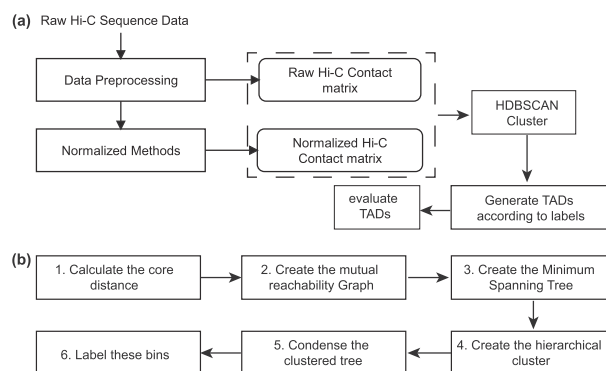 (a) Raw Hi-C Sequence Data
Data Preprocessing
Raw Hi-C Contact
matrix
Normalized Methods
Normalized Hi-C
Contact matrix
HDBSCAN
Cluster
Generate TADs
according to labels
evaluate
TADs
(b)
1. Calculate the core
distance
2. Create the mutual
reachability Graph
3. Create the Minimum
Spanning Tree
4. Create the hierarchical
cluster
5. Condense the
clustered tree
6. Label these bins